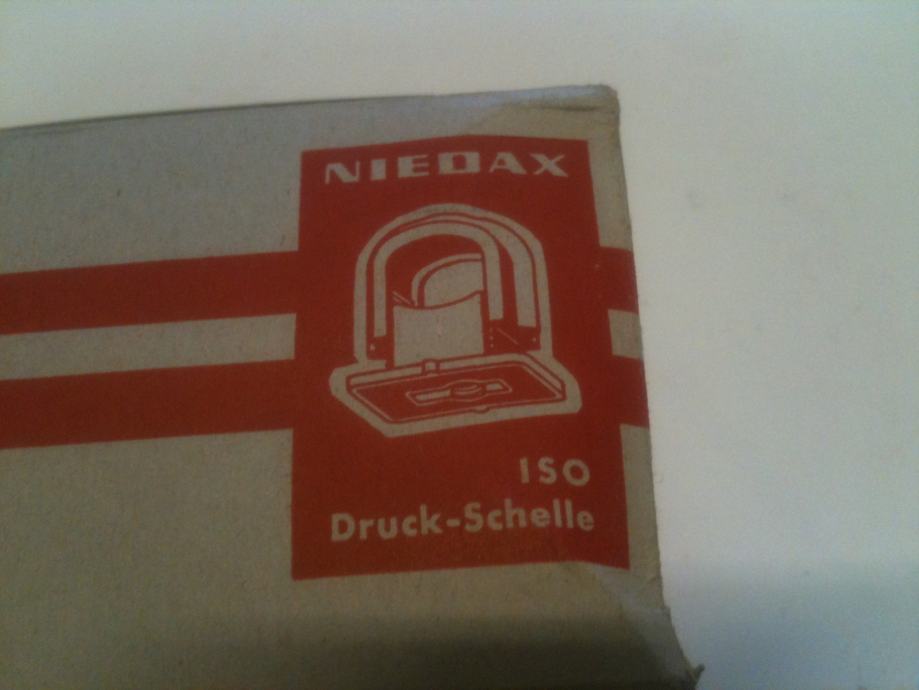 NIEDAX
ISO
Druck-Schelle